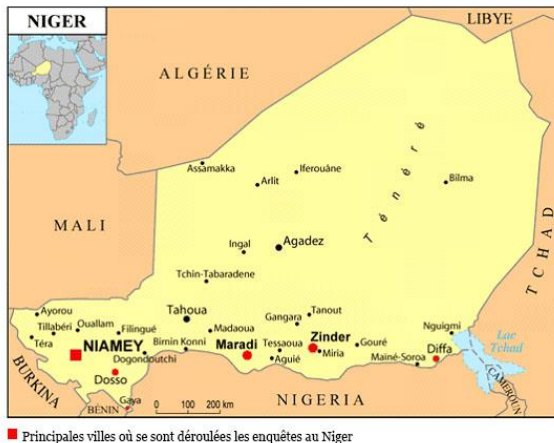 NIGER
LIBYE
ALGÉRIE
Assamakka
Iferouâne
Arlit
Bilma
Ténéré
MALI
TCHAD
Ingal
Agadez
Tchin-Tabaradene
Ayorou
Tahoua
Tanout
Gangara
Nguigmi
Tillabéri
Ouallam
Filingué
Madaoua
Téra
NIAMEY
Birnin Konni
Maradi
Tessaoua
Zinder
Gouré
Lac
Tchad
Dogondoutchi
Aguié
Miria
Mainé-Soroa
Diffa
Dosso
BURKINA
BÉNIN
Gaya
0
100
200 km
NIGERIA
CAMEROUN
Principales villes où se sont déroulées les enquêtes au Niger